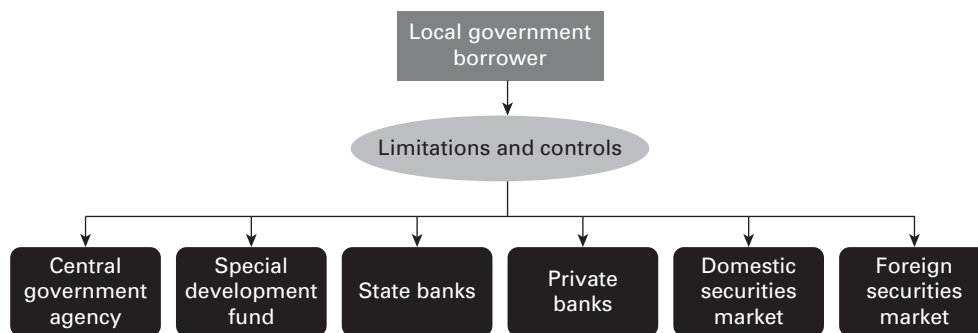 Local government
borrower
Limitations and controls
Central
government
agency
Special
development
fund
State banks
Private
banks
Domestic
securities
market
Foreign
securities
market